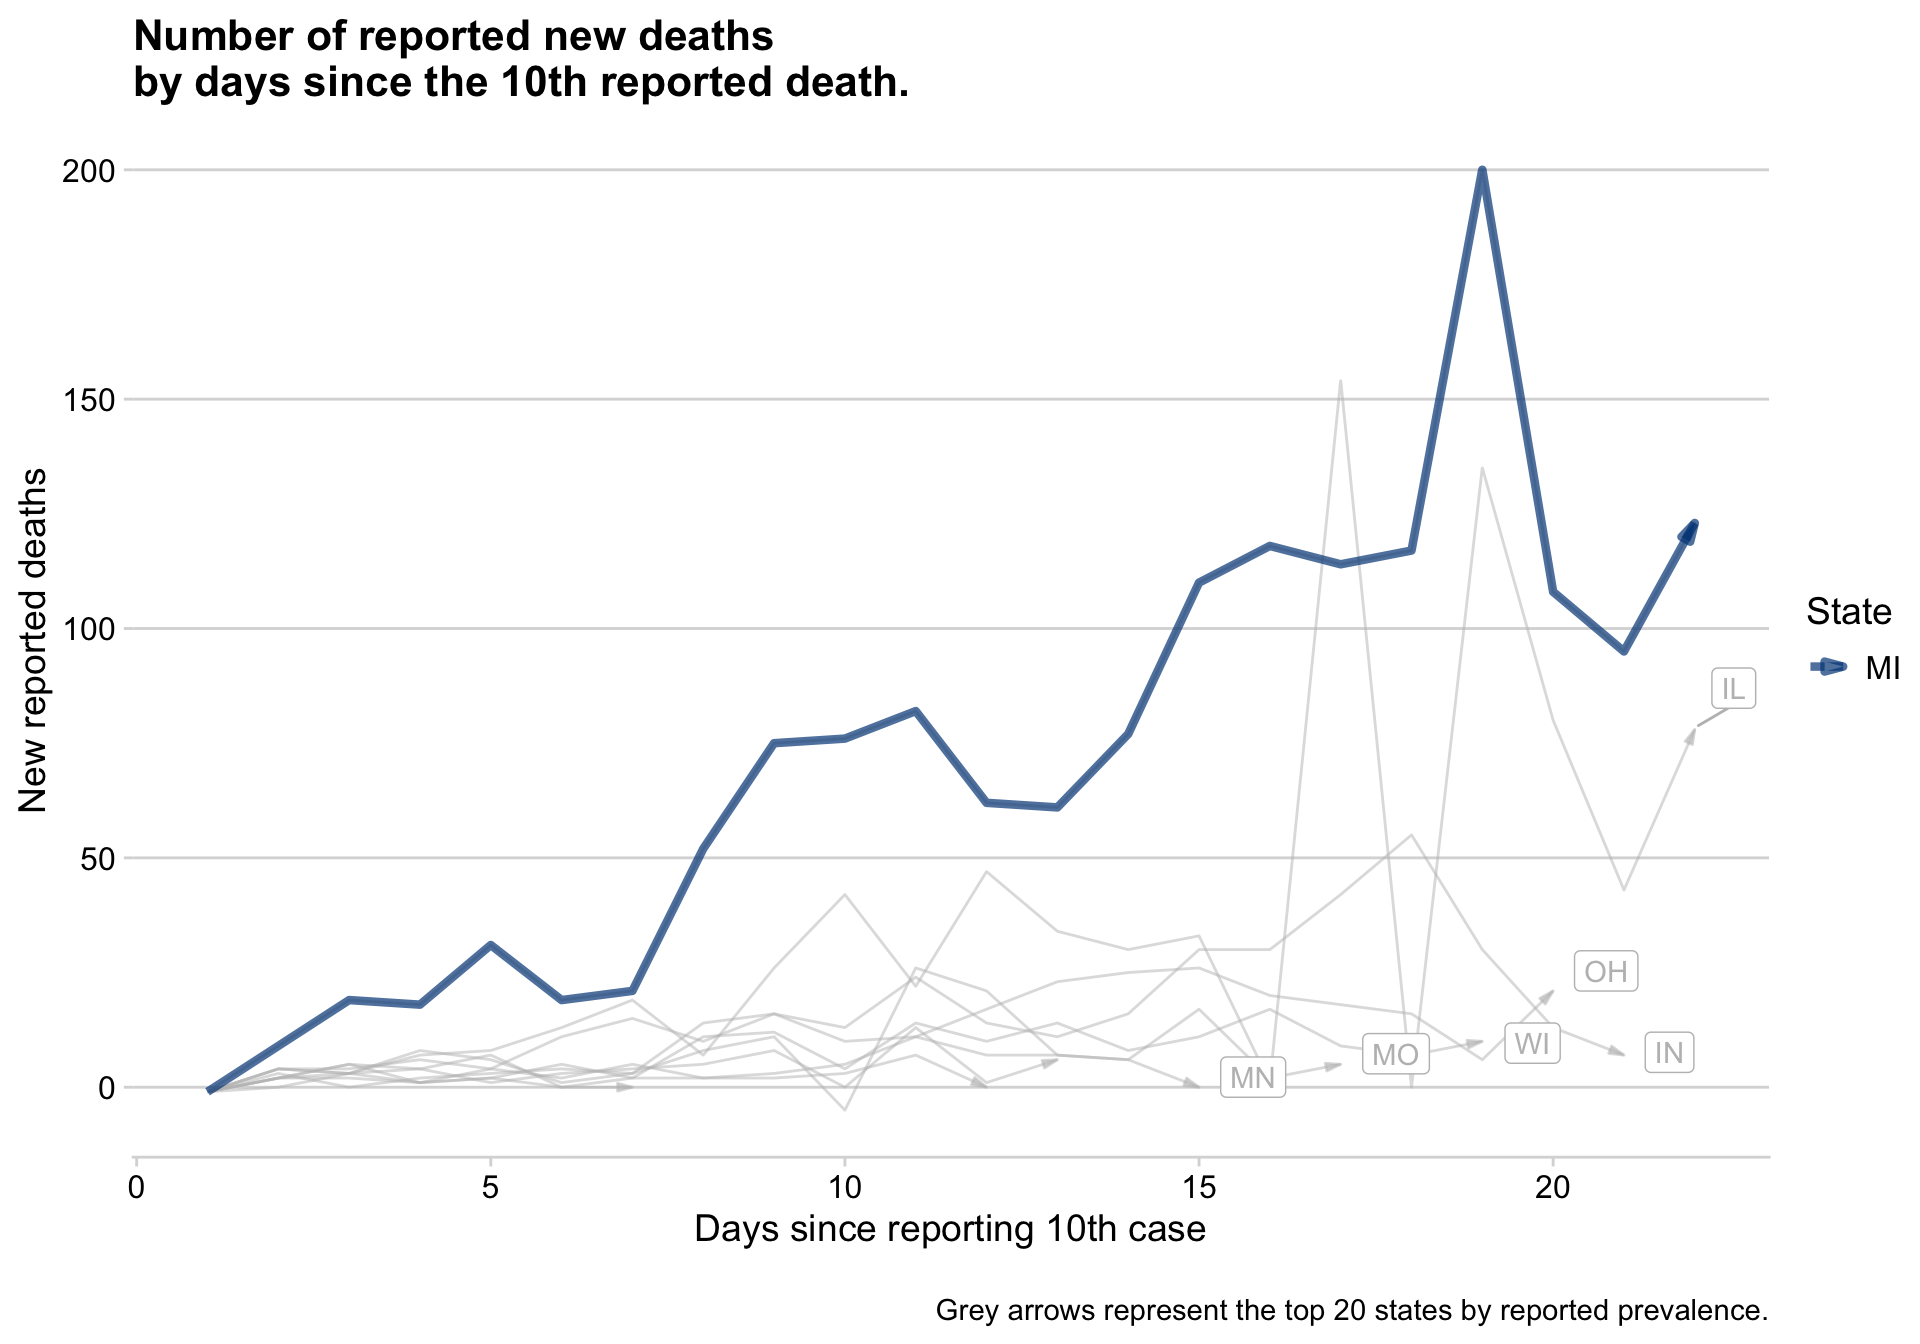 Number of reported new deaths
by days since the 10th reported death.
200
150
100
50
0
New reported deaths
IL
OH
IN
WI
MO
MN
State
MI
0 5 10 15 20
Days since reporting 10th case
Grey arrows represent the top 20 states by reported prevalence.